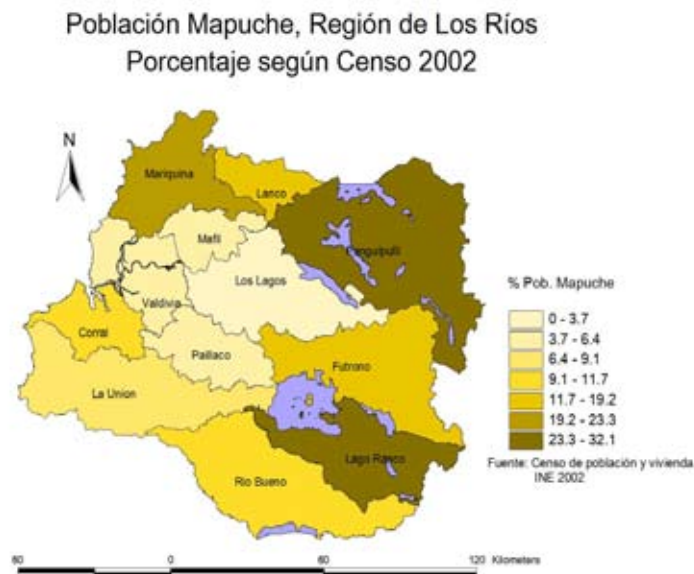 Población Mapuche, Región de Los Ríos
Porcentaje según Censo 2002
N
Mariquina
Lanco
Panguipulli
Mafil
Los Lagos
Valdivia
Corral
Paillaco
Futrono
La Union
Lago Ranco
Rio Bueno
% Pob. Mapuche
0 - 3.7
3.7 - 6.4
6.4 - 9.1
9.1 - 11.7
11.7 - 19.2
19.2 - 23.3
23.3 - 32.1
Fuente: Censo de población y vivienda
INE 2002
60 0 60 120 Kilometers